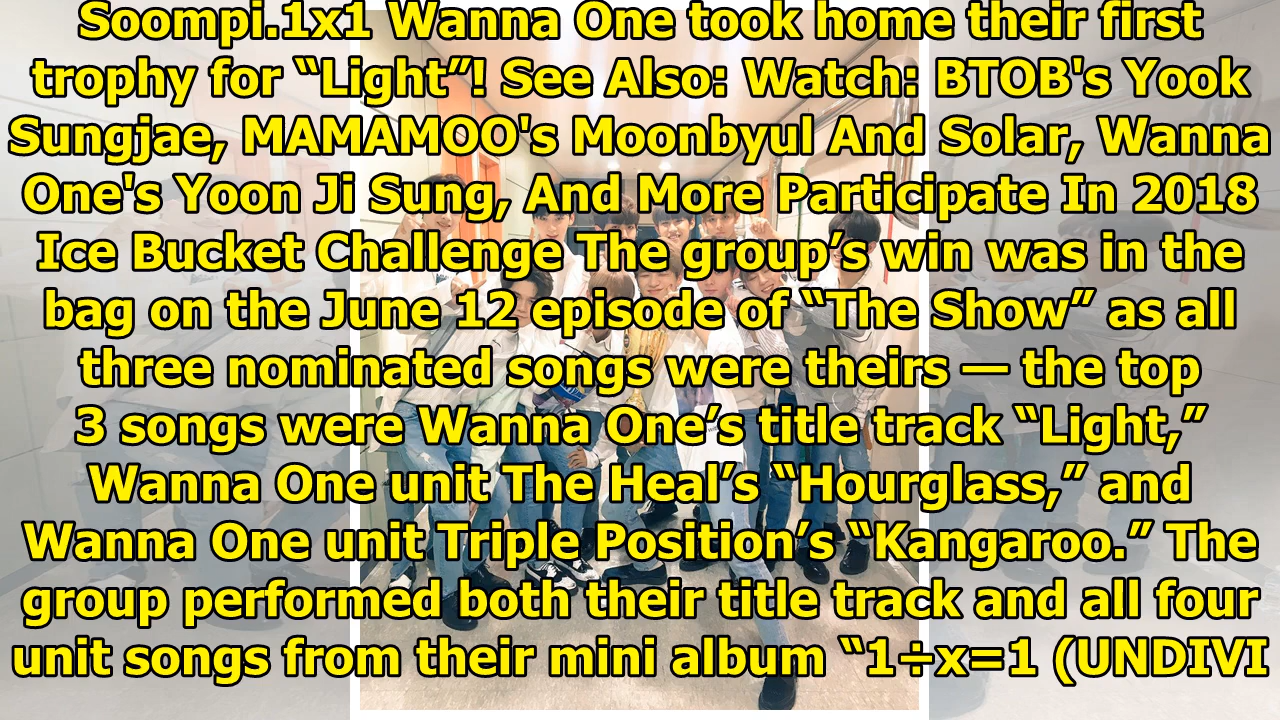 Soompi.1x1 Wanna One took home their first
trophy for “Light”! See Also: Watch: BTOB's Yook
Sungjae, MAMAMOO's Moonbyul And Solar, Wanna
One's Yoon Ji Sung, And More Participate In 2018
Ice Bucket Challenge The group’s win was in the
bag on the June 12 episode of “The Show” as all
three nominated songs were theirs — the top
3 songs were Wanna One’s title track “Light,”
Wanna One unit The Heal’s “Hourglass,” and
Wanna One unit Triple Position’s “Kangaroo.” The
group performed both their title track and all four
unit songs from their mini album “1÷x=1 (UNDIVI